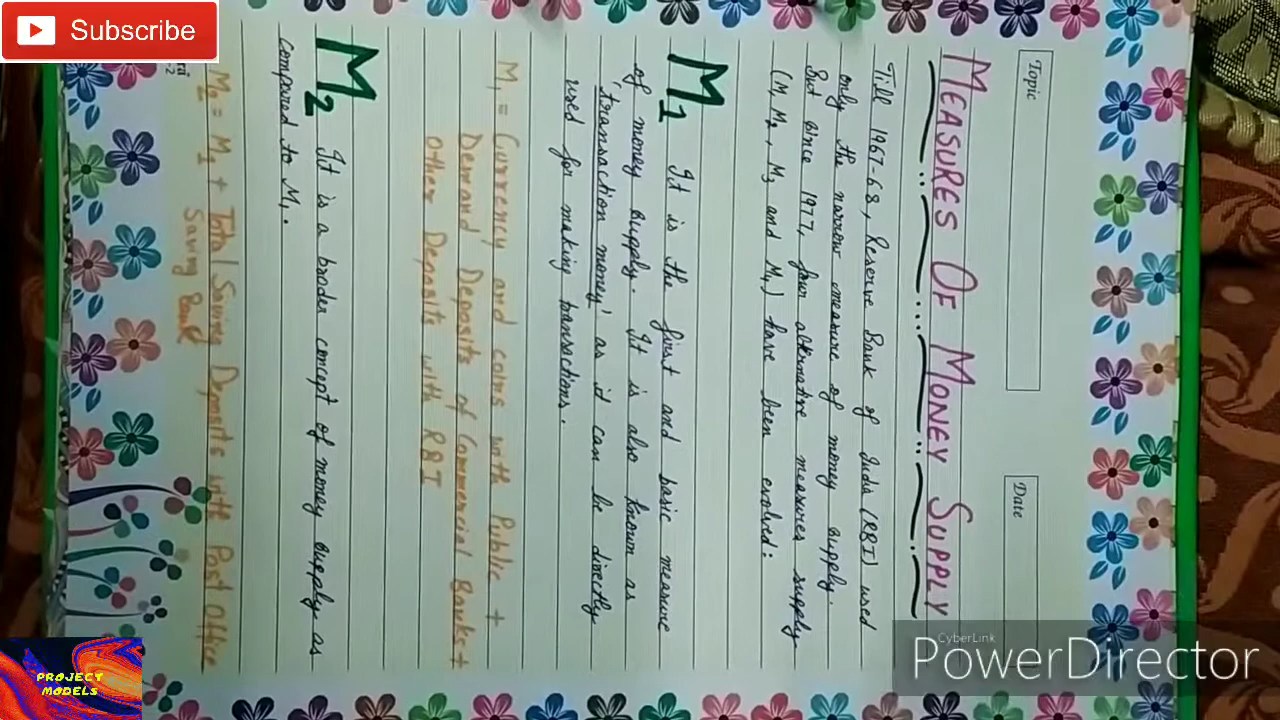 Subscribe
Topic
Date
MEASURES OF MONEY SUPPLY
Till 1967-68, Reserve Bank of India (RBI) used
only the narrow measure of money supply.
But since 1977, four alternative measures supply
(M, M2, M3 and M4) have been evolved:
M1 It is the first and basic measure
of money supply. It is also known as
'transaction money' as it can be directly
used for making transactions.
M1 = Currency and coins with Public +
Demand Deposits of Commercial Banks +
Other Deposits with RBI
M2 It is a broder concept of money supply as
compared to M1.
M2 = M1 + Total Saving Deposits with Post Office
Saving Bank
CyberLink
PowerDirector
PROJECT
MODELS